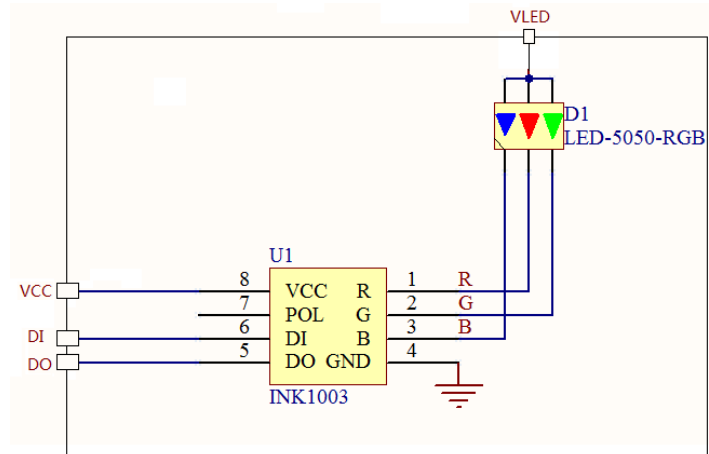 VLED
D1
LED-5050-RGB
U1
VCC 8 VCC R 1 R
7 POL G 2 G
DI 6 DI B 3 B
DO 5 DO GND 4
INK1003